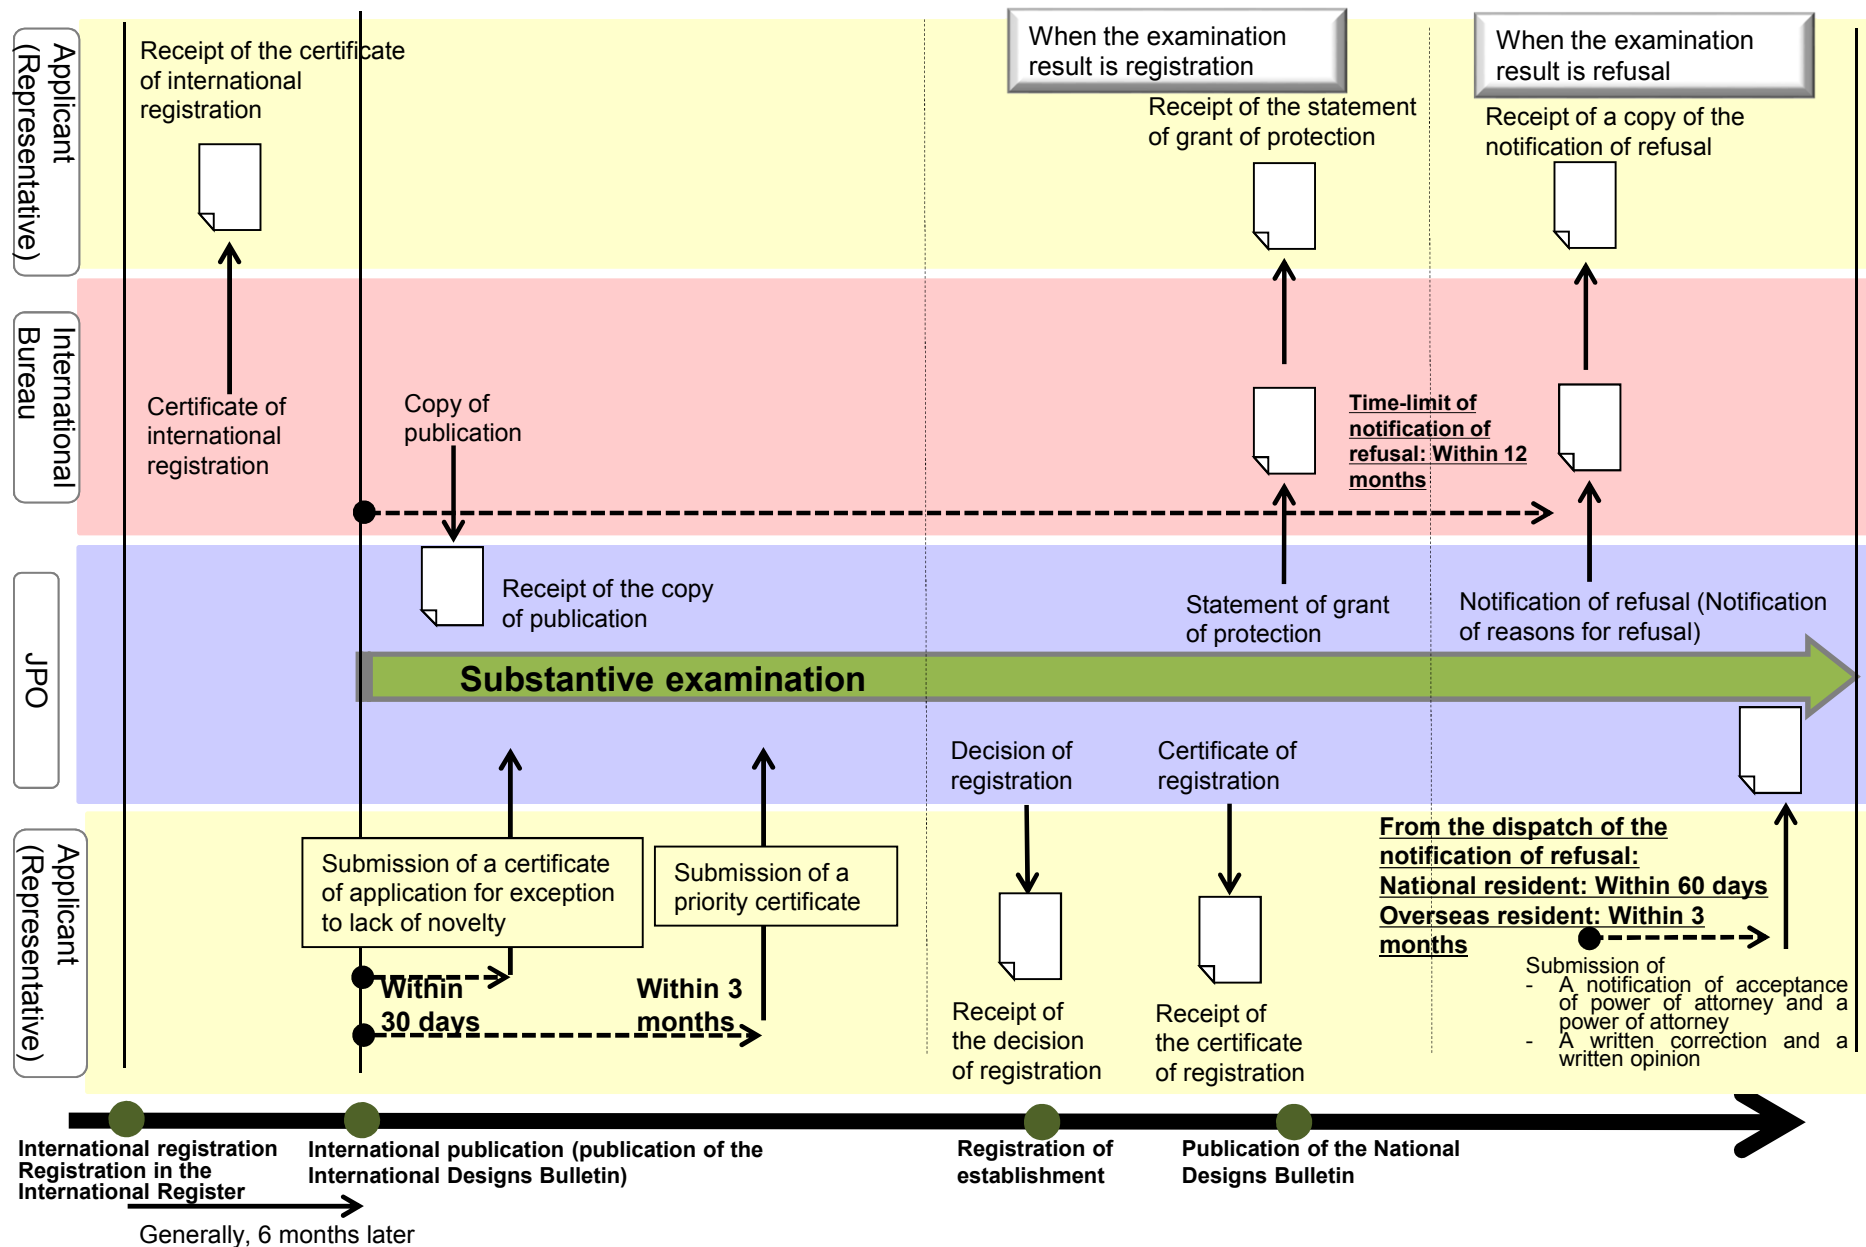 Applicant
(Representative)
Receipt of the certificate
of international
registration
When the examination
result is registration
Receipt of the statement
of grant of protection
When the examination
result is refusal
Receipt of a copy of the
notification of refusal
International
Bureau
Certificate of
international
registration
Copy of
publication
Time-limit of
notification of
refusal: Within 12
months
JPO
Receipt of the copy
of publication
Statement of grant
of protection
Notification of refusal (Notification
of reasons for refusal)
Substantive examination
Decision of
registration
Certificate of
registration
Applicant
(Representative)
Submission of a certificate
of application for exception
to lack of novelty
Submission of a
priority certificate
Within
30 days
Within 3
months
Receipt of
the decision
of registration
Receipt of
the certificate
of registration
From the dispatch of the
notification of refusal:
National resident: Within 60 days
Overseas resident: Within 3
months
Submission of
- A notification of acceptance
of power of attorney and a
power of attorney
- A written correction and a
written opinion
International registration
Registration in the
International Register
International publication (publication of the
International Designs Bulletin)
Registration of
establishment
Publication of the National
Designs Bulletin
Generally, 6 months later